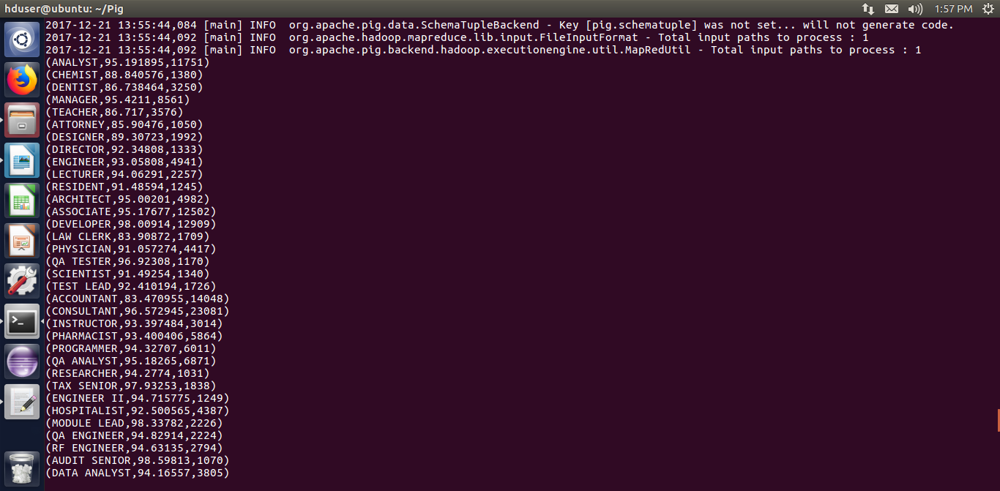 hduser@ubuntu: ~/Pig
1:57 PM
2017-12-21 13:55:44,084 [main] INFO  org.apache.pig.data.SchemaTupleBackend - Key [pig.schematuple] was not set... will not generate code.
2017-12-21 13:55:44,092 [main] INFO  org.apache.hadoop.mapreduce.lib.input.FileInputFormat - Total input paths to process : 1
2017-12-21 13:55:44,092 [main] INFO  org.apache.pig.backend.hadoop.executionengine.util.MapRedUtil - Total input paths to process : 1
(ANALYST,95.191895,11751)
(CHEMIST,88.840576,1380)
(DENTIST,86.738464,3250)
(MANAGER,95.4211,8561)
(TEACHER,86.717,3576)
(ATTORNEY,85.90476,1050)
(DESIGNER,89.30723,1992)
(DIRECTOR,92.34808,1333)
(ENGINEER,93.05808,4941)
(LECTURER,94.06291,2257)
(RESIDENT,91.48594,1245)
(ARCHITECT,95.00201,4982)
(ASSOCIATE,95.17677,12502)
(DEVELOPER,98.00914,12909)
(LAW CLERK,83.90872,1709)
(PHYSICIAN,91.057274,4417)
(QA TESTER,96.92308,1170)
(SCIENTIST,91.49254,1340)
(TEST LEAD,92.410194,1726)
(ACCOUNTANT,83.470955,14048)
(CONSULTANT,96.572945,23081)
(INSTRUCTOR,93.397484,3014)
(PHARMACIST,93.400406,5864)
(PROGRAMMER,94.32707,6011)
(QA ANALYST,95.18265,6871)
(RESEARCHER,94.2774,1031)
(TAX SENIOR,97.93253,1838)
(ENGINEER II,94.715775,1249)
(HOSPITALIST,92.500565,4387)
(MODULE LEAD,98.33782,2226)
(QA ENGINEER,94.82914,2224)
(RF ENGINEER,94.63135,2794)
(AUDIT SENIOR,98.59813,1070)
(DATA ANALYST,94.16557,3805)